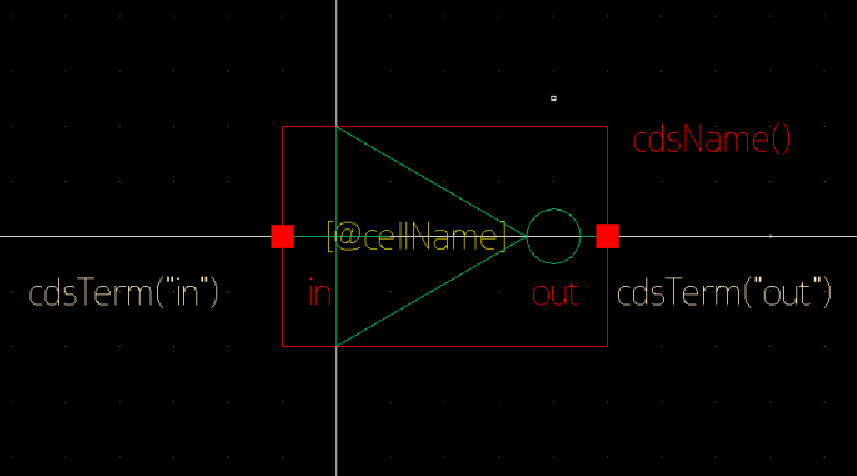 cdsName()
[@cellName]
cdsTerm("in")
in
out
cdsTerm("out")